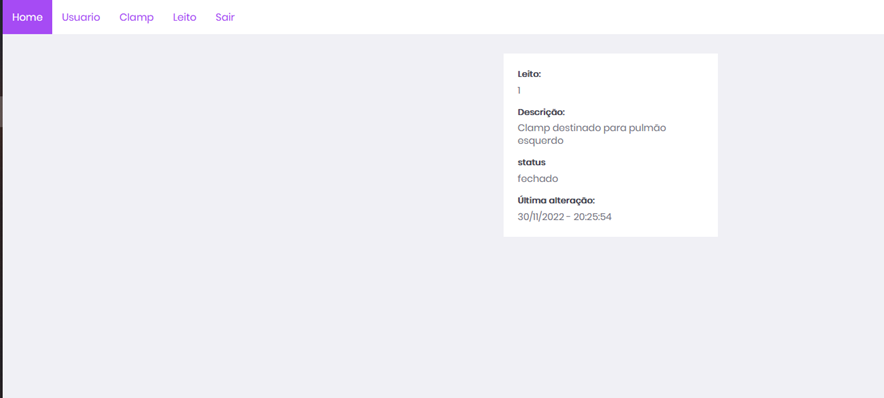 Home Usuario Clamp Leito Sair
Leito:
1
Descrição:
Clamp destinado para pulmão
esquerdo
status
fechado
Última alteração:
30/11/2022 - 20:25:54